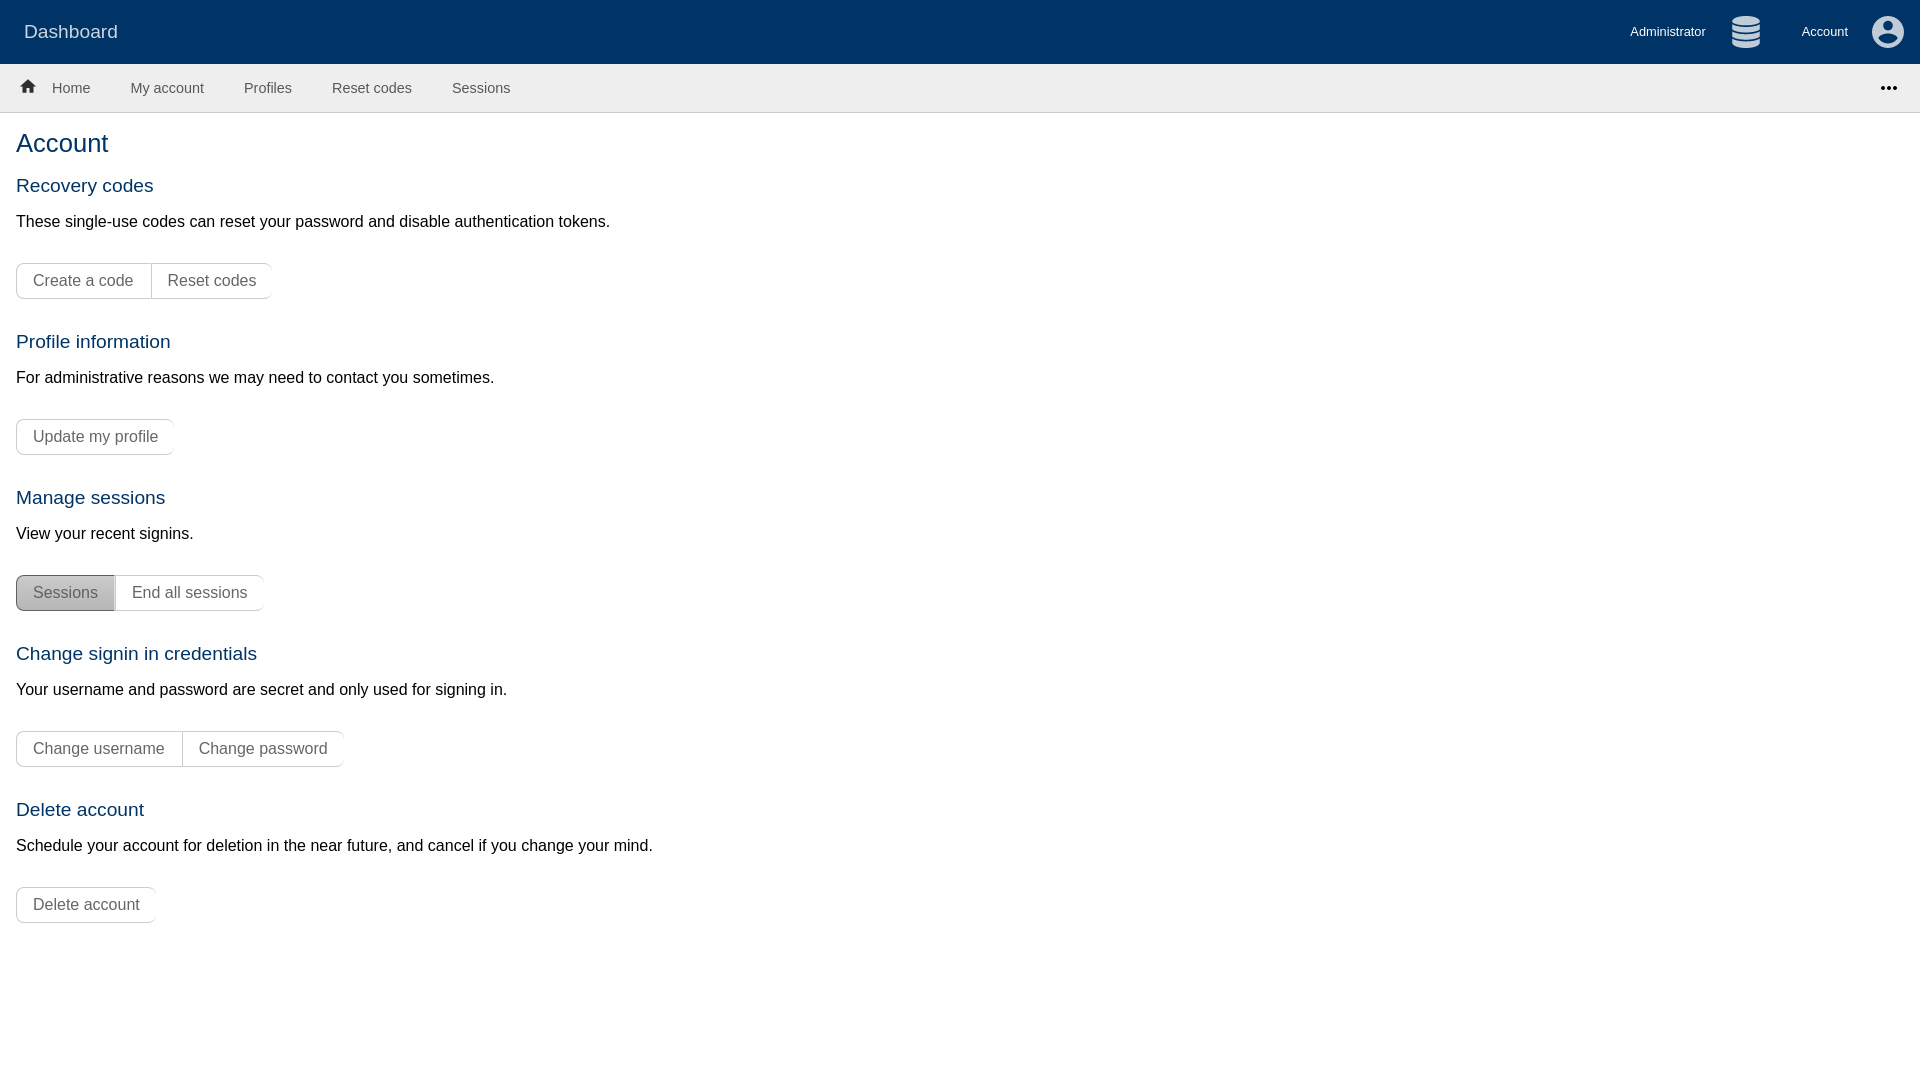 Dashboard
Administrator
Account
Home
My account
Profiles
Reset codes
Sessions
Account
Recovery codes
These single-use codes can reset your password and disable authentication tokens.
Create a code
Reset codes
Profile information
For administrative reasons we may need to contact you sometimes.
Update my profile
Manage sessions
View your recent signins.
Sessions
End all sessions
Change signin in credentials
Your username and password are secret and only used for signing in.
Change username
Change password
Delete account
Schedule your account for deletion in the near future, and cancel if you change your mind.
Delete account